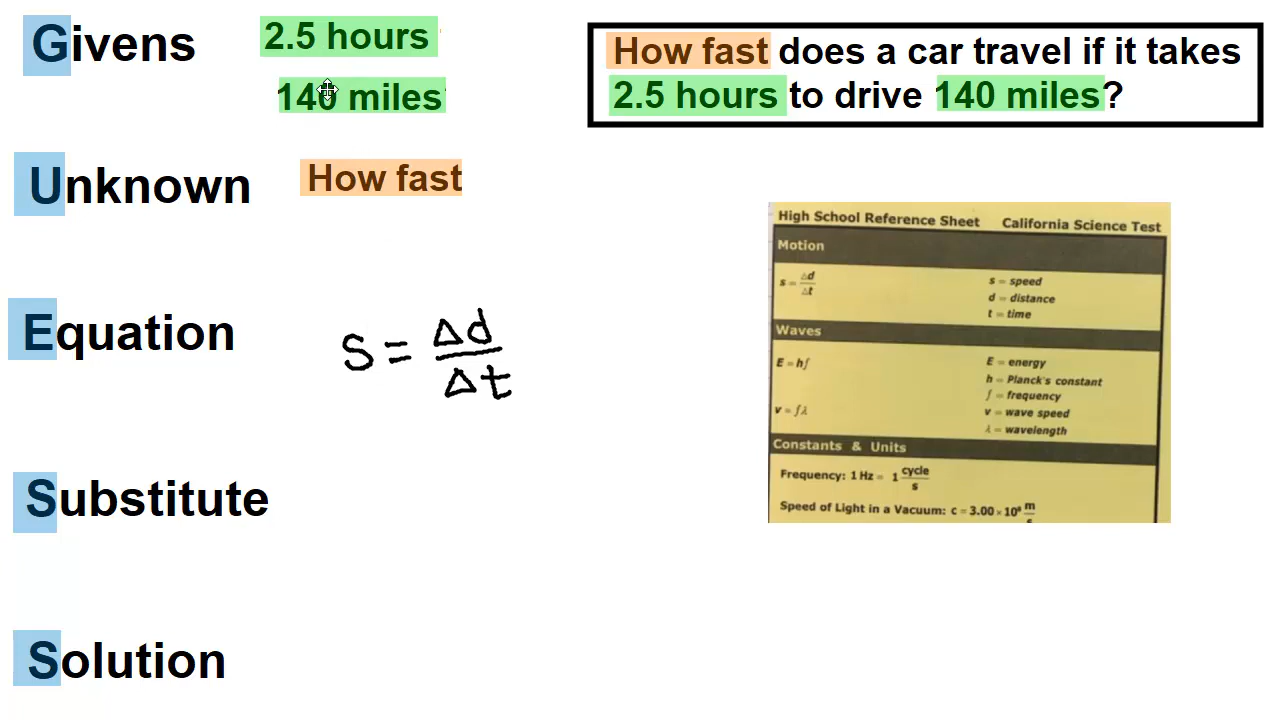 Givens
2.5 hours
140 miles
Unknown
How fast
Equation
s = Δd / Δt
Substitute
Solution
How fast does a car travel if it takes
2.5 hours to drive 140 miles?
High School Reference Sheet California Science Test
Motion
s = Δd / Δt
s = speed
d = distance
t = time
Waves
E = hf
E = energy
h = Planck's constant
f = frequency
v = fλ
v = wave speed
λ = wavelength
Constants & Units
Frequency: 1 Hz = 1 cycle / s
Speed of Light in a Vacuum: c = 3.00 × 10⁸ m / s